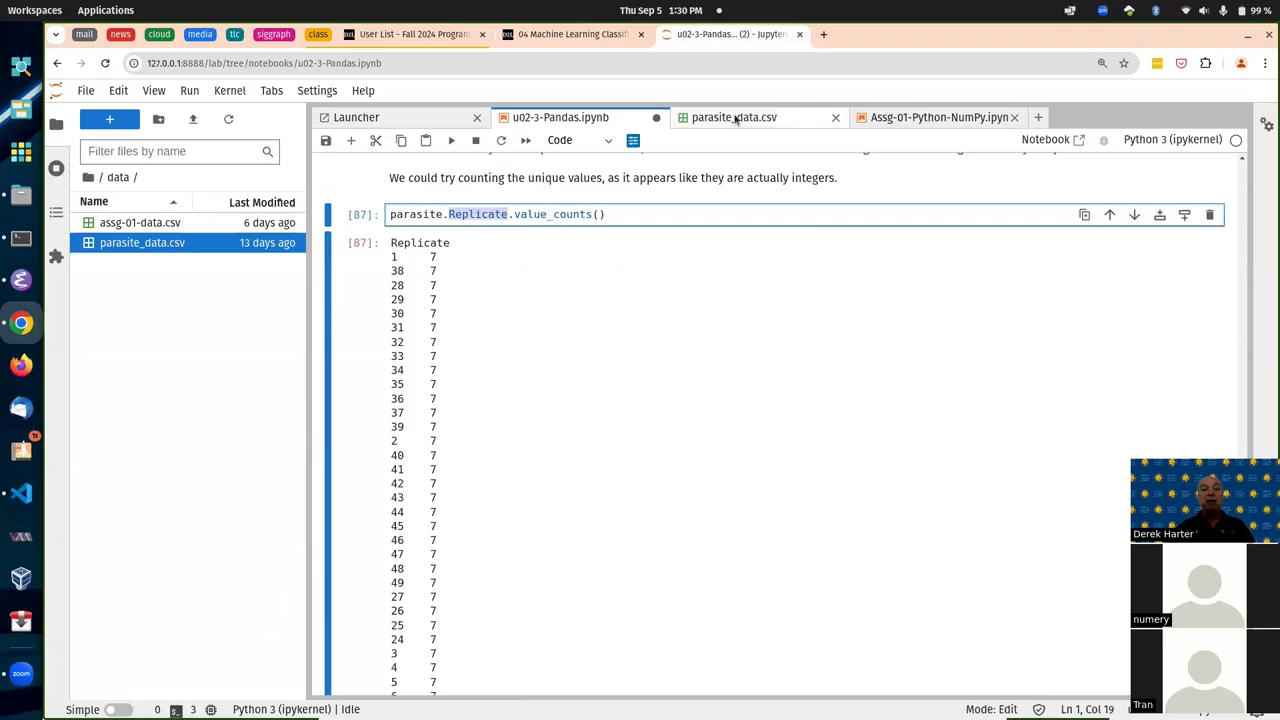 Workspaces Applications Thu Sep 5 1:30 PM 99 %
mail news cloud media tlc siggraph class User List - Fall 2024 Program 04 Machine Learning Classifi u02-3-Pandas... (2) - Jupyter
127.0.0.1:8888/lab/tree/notebooks/u02-3-Pandas.ipynb
File Edit View Run Kernel Tabs Settings Help
Launcher u02-3-Pandas.ipynb parasite_data.csv Assg-01-Python-NumPy.ipyn
Code Notebook Python 3 (ipykernel)
Filter files by name
/ data /
Name Last Modified
assg-01-data.csv 6 days ago
parasite_data.csv 13 days ago
We could try counting the unique values, as it appears like they are actually integers.
[87]: parasite.Replicate.value_counts()
[87]: Replicate
1 7
38 7
28 7
29 7
30 7
31 7
32 7
33 7
34 7
35 7
36 7
37 7
39 7
2 7
40 7
41 7
42 7
43 7
44 7
45 7
46 7
47 7
48 7
49 7
27 7
26 7
25 7
24 7
3 7
4 7
5 7
15
zoom
Derek Harter
numery
Tran
Simple 0 3 Python 3 (ipykernel) | Idle Mode: Edit Ln 1, Col 19